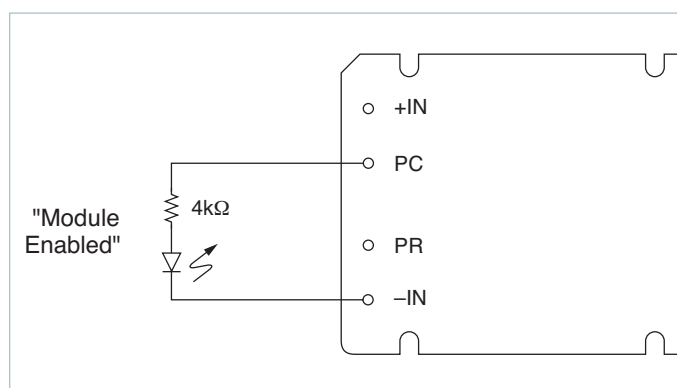 +IN
PC
4kΩ
"Module
Enabled"
PR
–IN